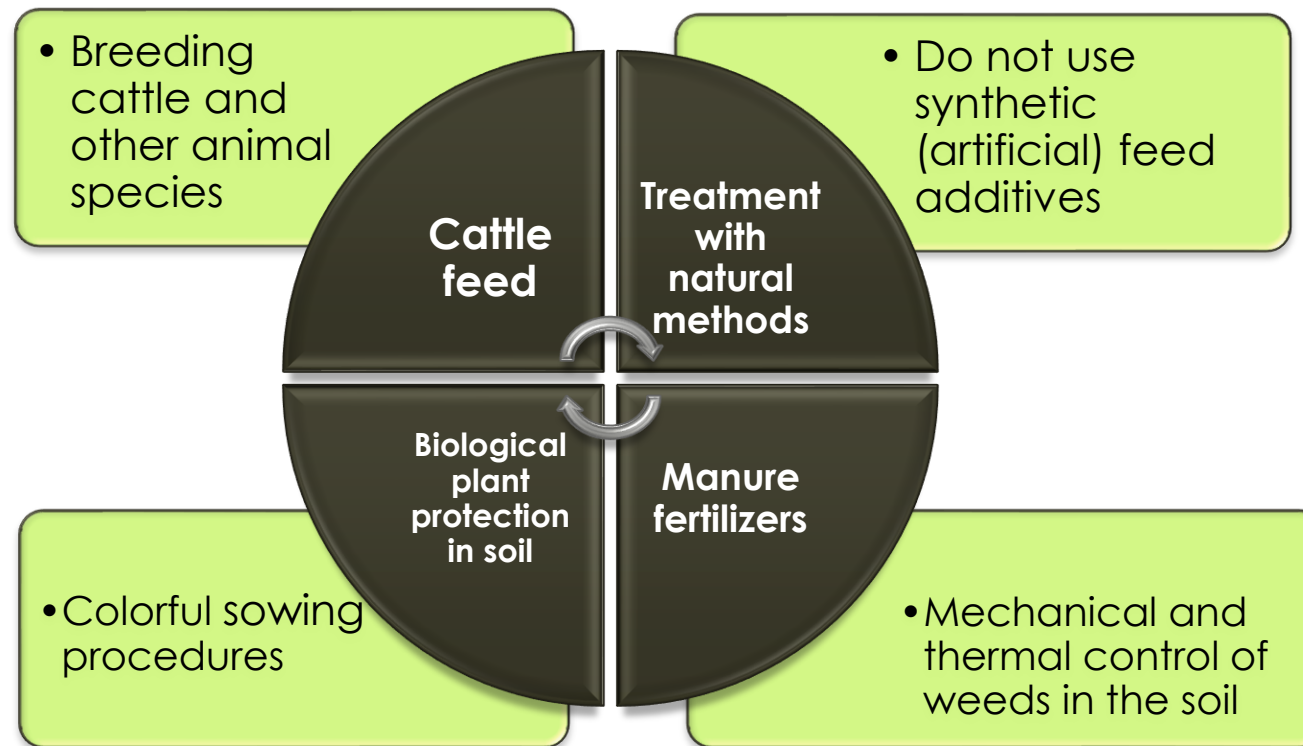 • Breeding
cattle and
other animal
species
• Do not use
synthetic
(artificial) feed
additives
Cattle
feed
Treatment
with
natural
methods
Biological
plant
protection
in soil
Manure
fertilizers
•Colorful sowing
procedures
•Mechanical and
thermal control of
weeds in the soil